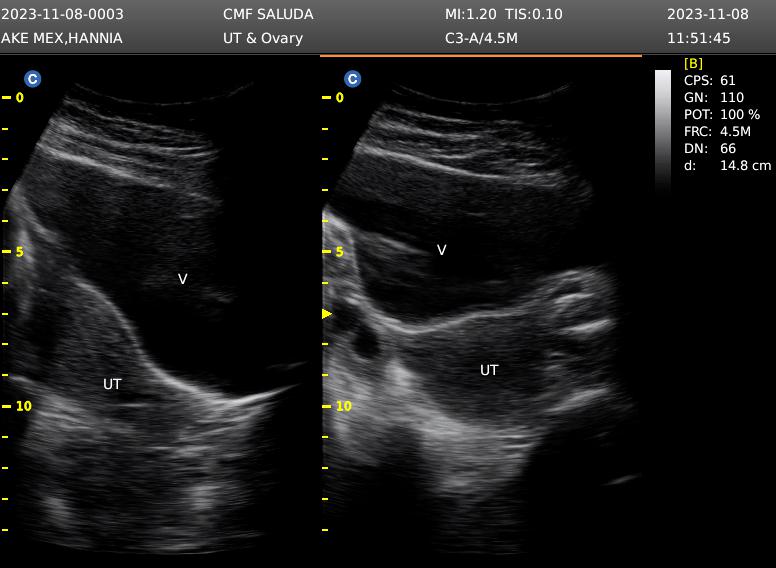 2023-11-08-0003 CMF SALUDA MI:1.20 TIS:0.10 2023-11-08
AKE MEX,HANNIA UT & Ovary C3-A/4.5M 11:51:45
C
C
[B]
CPS: 61
GN: 110
POT: 100 %
FRC: 4.5M
DN: 66
d: 14.8 cm
0
0
5
5
V
V
UT
UT
10
10